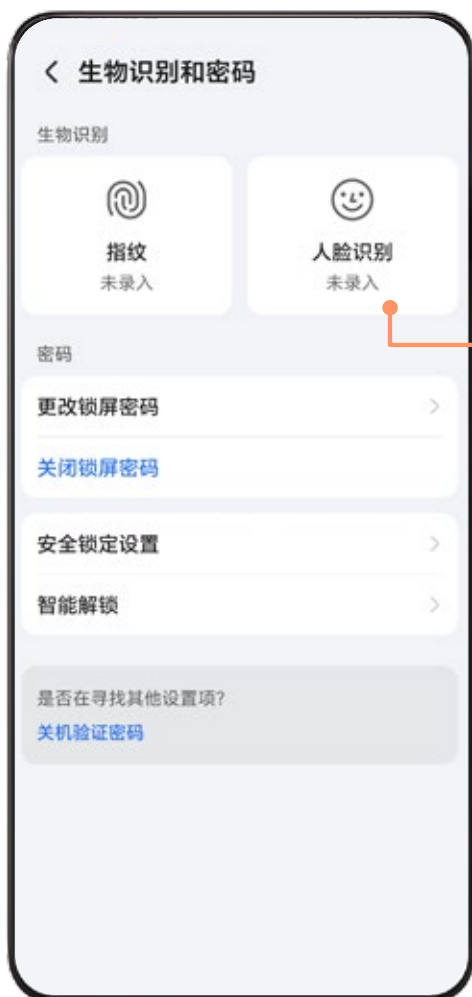 生物识别和密码
生物识别
指纹
未录入
人脸识别
未录入
密码
更改锁屏密码
关闭锁屏密码
安全锁定设置
智能解锁
是否在寻找其他设置项?
关机验证密码